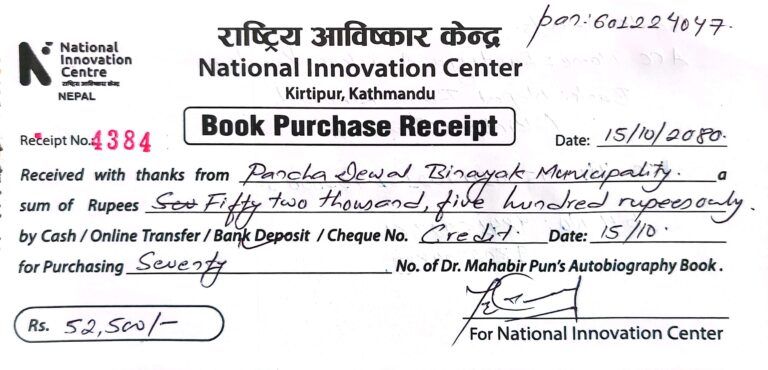 pan: 601224047.
राष्ट्रिय आविष्कार केन्द्र
National Innovation Centre
राष्ट्रिय आविष्कार केन्द्र
NEPAL
National Innovation Center
Kirtipur, Kathmandu
Book Purchase Receipt
Receipt No.: 4384
Date: 15/10/2080.
Received with thanks from Pancha Dewal Binayak Municipality. a
sum of Rupees Fifty two thousand, five hundred rupees only.
by Cash / Online Transfer / Bank Deposit / Cheque No. Credit. Date: 15/10.
for Purchasing Seventy No. of Dr. Mahabir Pun's Autobiography Book.
Rs. 52,500/-
For National Innovation Center